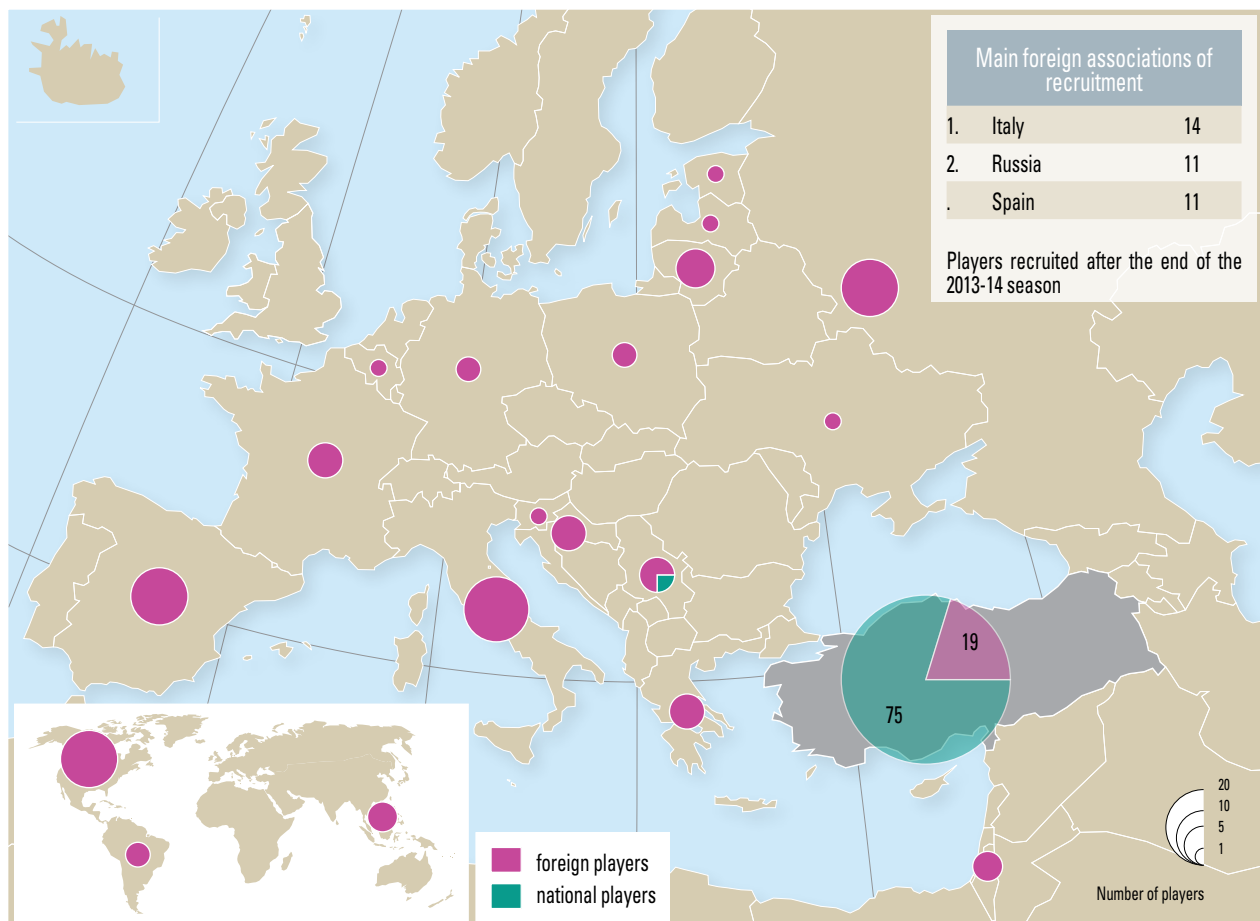 Main foreign associations of
recruitment
1. Italy 14
2. Russia 11
. Spain 11
Players recruited after the end of the
2013-14 season
19
75
20
10
5
1
Number of players
foreign players
national players